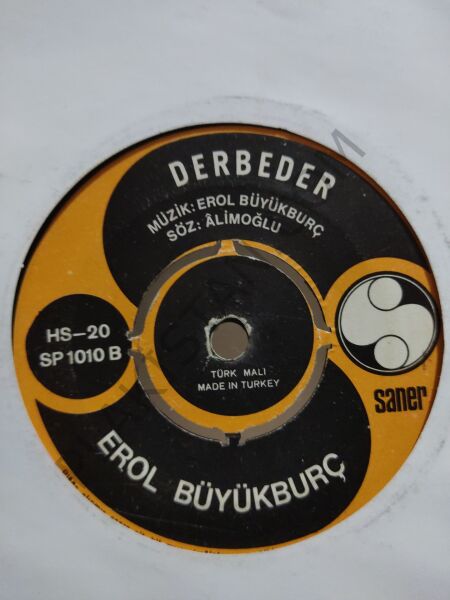 DERBEDER
MÜZİK: EROL BÜYÜKBURÇ
SÖZ: ÂLİMOĞLU
HS-20
SP 1010 B
TÜRK MALI
MADE IN TURKEY
saner
EROL BÜYÜKBURÇ